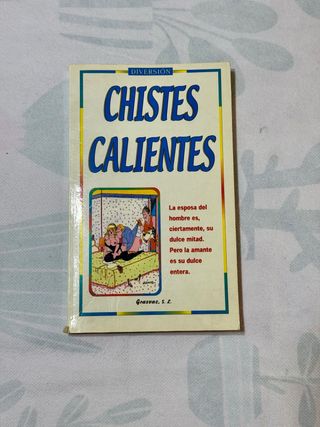 DIVERSIÓN
CHISTES
CALIENTES
La esposa del
hombre es,
ciertamente, su
dulce mitad.
Pero la amante
es su dulce
entera.